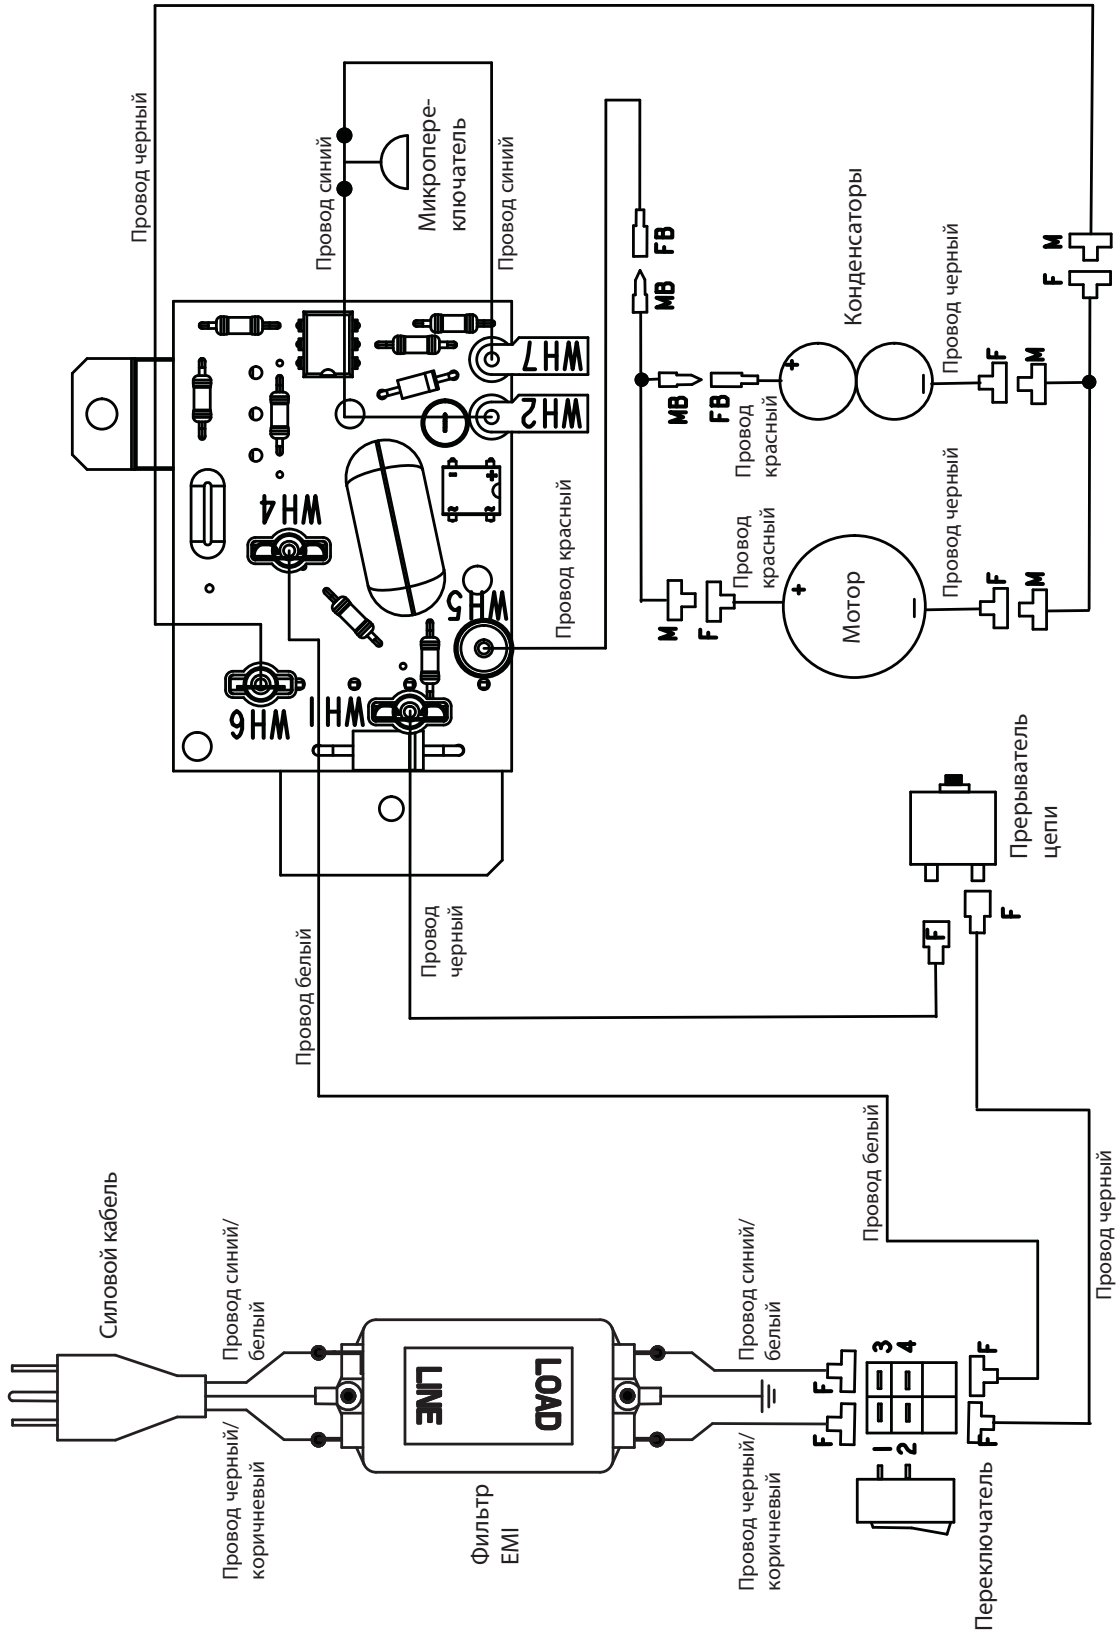 Силовой кабель
Провод черный/
коричневый
Провод синий/
белый
LINE
LOAD
Фильтр
EMI
Провод черный/
коричневый
Провод синий/
белый
F
F
1
2
3
4
F
F
Переключатель
Провод белый
Провод черный
Провод белый
Провод
черный
F
F
Прерыватель
цепи
Провод черный
WH6
WH4
WH1
WH5
WH2
WH7
-
+
~
~
Провод синий
Микропере-
ключатель
Провод синий
Провод красный
MB
FB
M
F
MB
FB
Провод
красный
Провод
красный
+
Мотор
−
+
−
Конденсаторы
Провод черный
Провод черный
F
M
F
M
F
M